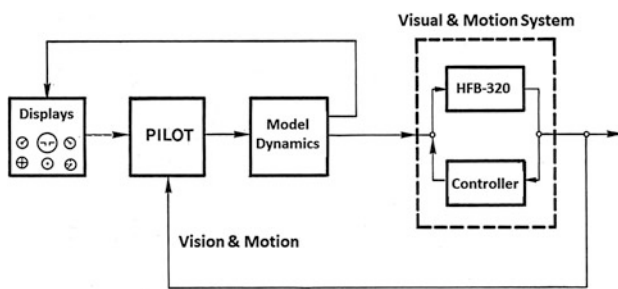 Visual & Motion System
Displays
PILOT
Model
Dynamics
HFB-320
Controller
Vision & Motion